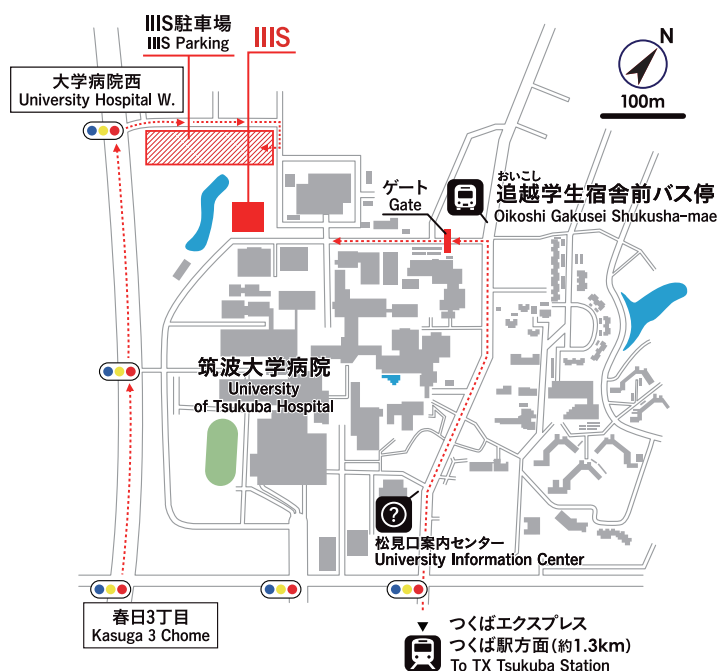 IIIS駐車場
IIIS Parking
IIIS
N
100m
大学病院西
University Hospital W.
ゲート
Gate
おいこし
追越学生宿舎前バス停
Oikoshi Gakusei Shukusha-mae
筑波大学病院
University
of Tsukuba Hospital
?
松見口案内センター
University Information Center
春日3丁目
Kasuga 3 Chome
つくばエクスプレス
つくば駅方面(約1.3km)
To TX Tsukuba Station